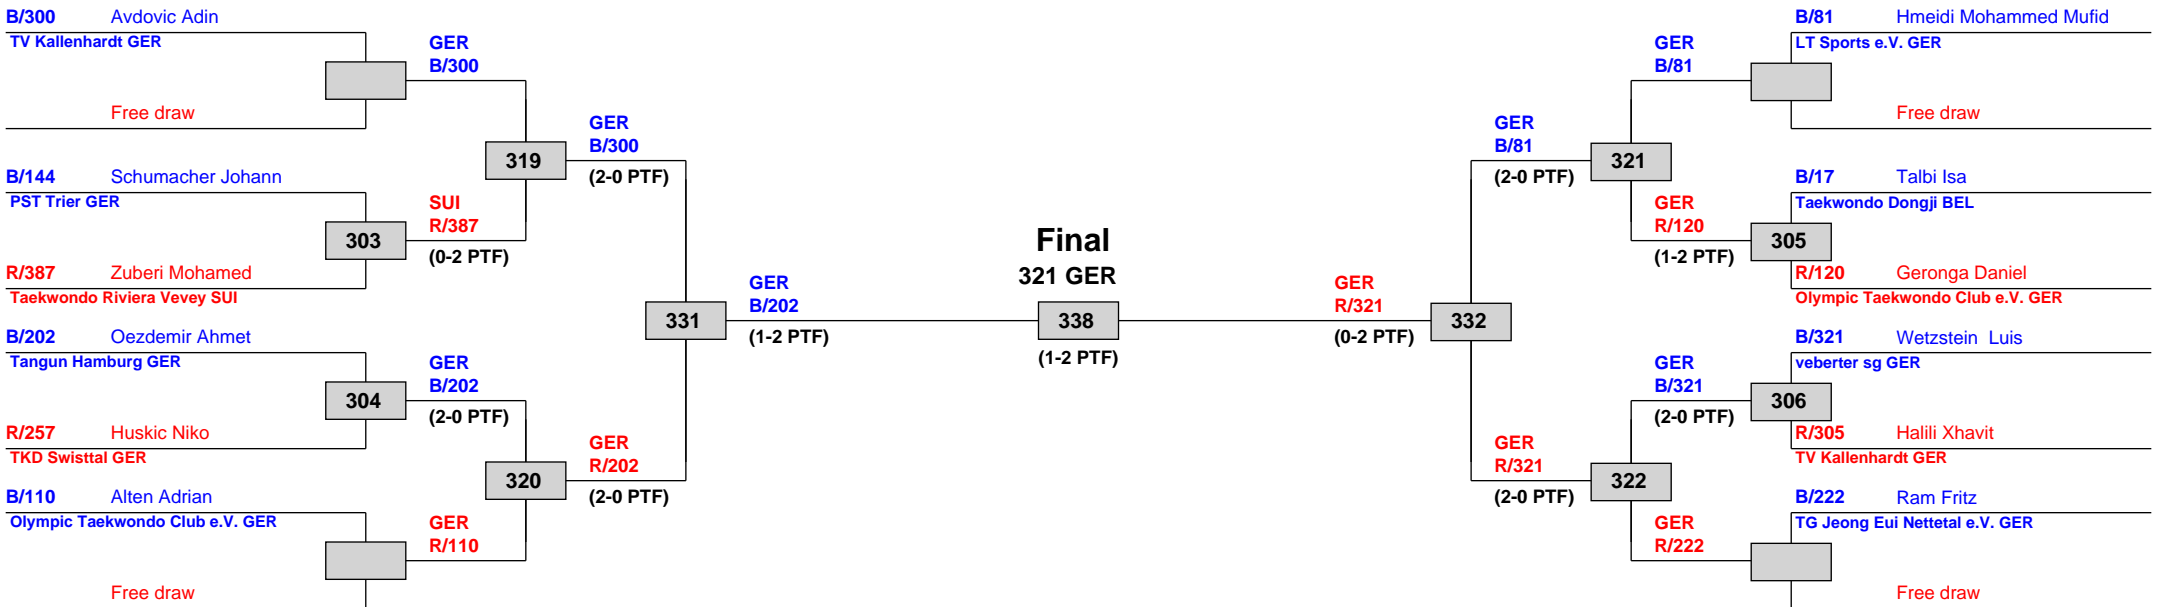 B/300 Avdovic Adin
TV Kallenhardt GER
Free draw
B/144 Schumacher Johann
PST Trier GER
R/387 Zuberi Mohamed
Taekwondo Riviera Vevey SUI
B/202 Oezdemir Ahmet
Tangun Hamburg GER
R/257 Huskic Niko
TKD Swisttal GER
B/110 Alten Adrian
Olympic Taekwondo Club e.V. GER
Free draw
303
304
GER
B/300
SUI
R/387
(0-2 PTF)
GER
B/202
(2-0 PTF)
GER
R/110
319
320
GER
B/300
(2-0 PTF)
GER
R/202
(2-0 PTF)
331
GER
B/202
(1-2 PTF)
Final
321 GER
338
(1-2 PTF)
GER
R/321
(0-2 PTF)
332
GER
B/81
(2-0 PTF)
GER
R/321
(2-0 PTF)
321
322
GER
B/81
GER
R/120
(1-2 PTF)
GER
B/321
(2-0 PTF)
GER
R/222
305
306
B/81 Hmeidi Mohammed Mufid
LT Sports e.V. GER
Free draw
B/17 Talbi Isa
Taekwondo Dongji BEL
R/120 Geronga Daniel
Olympic Taekwondo Club e.V. GER
B/321 Wetzstein Luis
veberter sg GER
R/305 Halili Xhavit
TV Kallenhardt GER
B/222 Ram Fritz
TG Jeong Eui Nettetal e.V. GER
Free draw